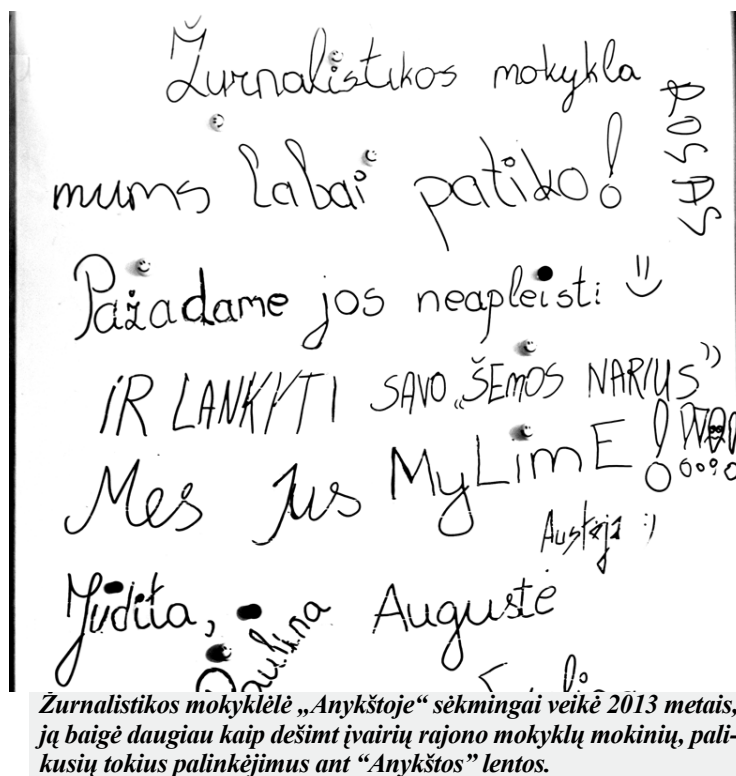 Žurnalistikos mokykla
mums labai patiko!
Pažadame jos neapleisti
IR LANKYTI SAVO „ŠEMOS NARIUS”
Mes Jus MyLimE!
Austėja :)
Judita, Paulina Augustė
Žurnalistikos mokyklėlė „Anykštoje“ sėkmingai veikė 2013 metais,
ją baigė daugiau kaip dešimt įvairių rajono mokyklų mokinių, pali-
kusių tokius palinkėjimus ant “Anykštos” lentos.